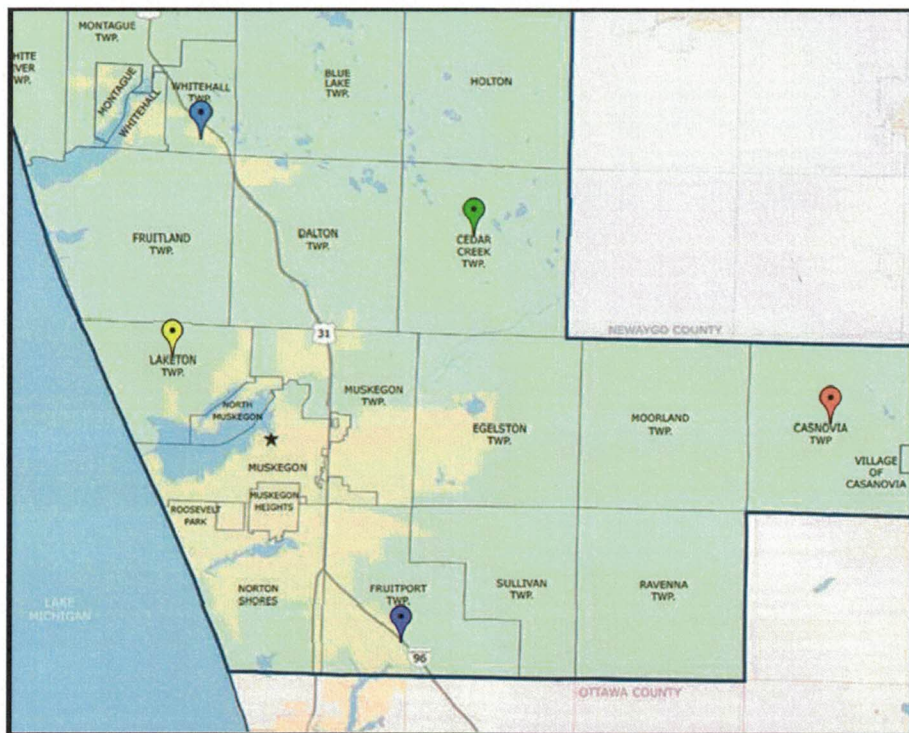 MONTAGUE
TWP.
HITE
VER
WP.
MONTAGUE
WHITEHALL
WHITEHALL
TWP.
BLUE
LAKE
TWP.
HOLTON
FRUITLAND
TWP.
DALTON
TWP.
CEDAR
CREEK
TWP.
31
NEWAYGO COUNTY
LAKETON
TWP.
NORTH
MUSKEGON
MUSKEGON
TWP.
EGELSTON
TWP.
MOORLAND
TWP.
CASNOVIA
TWP
VILLAGE
OF
CASANOVIA
MUSKEGON
ROOSEVELT
PARK
MUSKEGON
HEIGHTS
NORTON
SHORES
FRUITPORT
TWP.
SULLIVAN
TWP.
RAVENNA
TWP.
LAKE
MICHIGAN
96
OTTAWA COUNTY